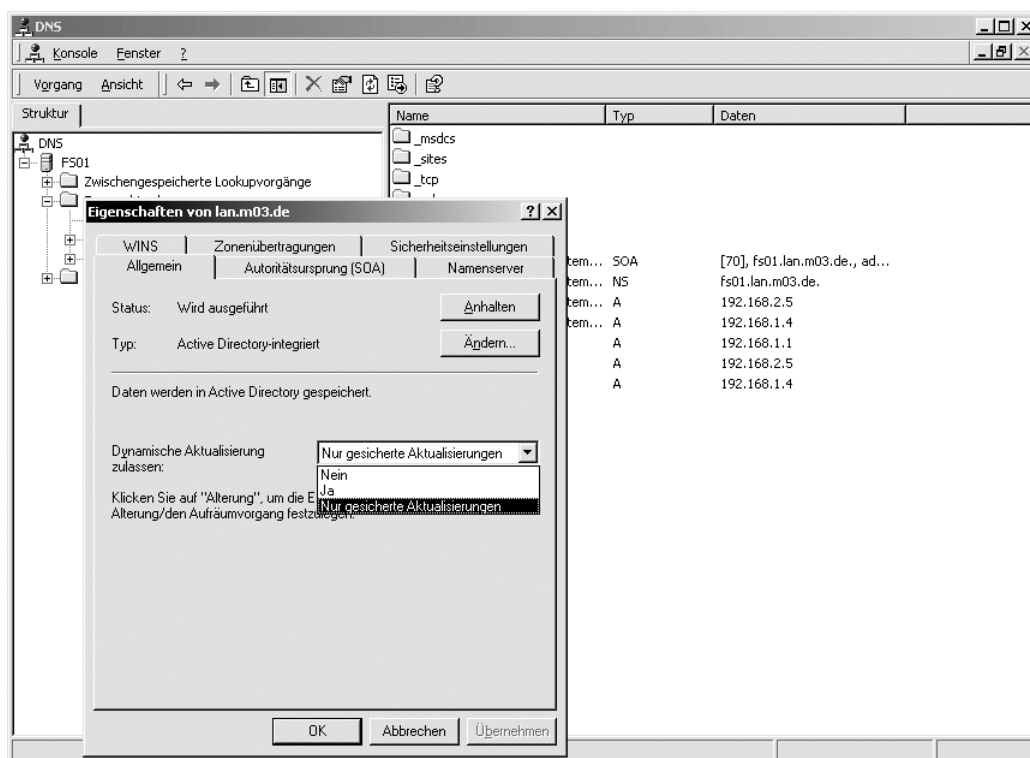 DNS
Konsole Fenster ?
Vorgang Ansicht
Struktur
Name Typ Daten
DNS
FS01
Zwischengespeicherte Lookupvorgänge
_msdcs
_sites
_tcp
tem... SOA [70], fs01.lan.m03.de., ad...
tem... NS fs01.lan.m03.de.
tem... A 192.168.2.5
tem... A 192.168.1.4
A 192.168.1.1
A 192.168.2.5
A 192.168.1.4
Eigenschaften von lan.m03.de
WINS Zonenübertragungen Sicherheitseinstellungen
Allgemein Autoritätsursprung (SOA) Namenserver
Status: Wird ausgeführt Anhalten
Typ: Active Directory-integriert Ändern...
Daten werden in Active Directory gespeichert.
Dynamische Aktualisierung zulassen: Nur gesicherte Aktualisierungen
Nein
Ja
Nur gesicherte Aktualisierungen
Klicken Sie auf "Alterung", um die E
Alterung/den Aufräumvorgang festzulegen.
OK Abbrechen Übernehmen